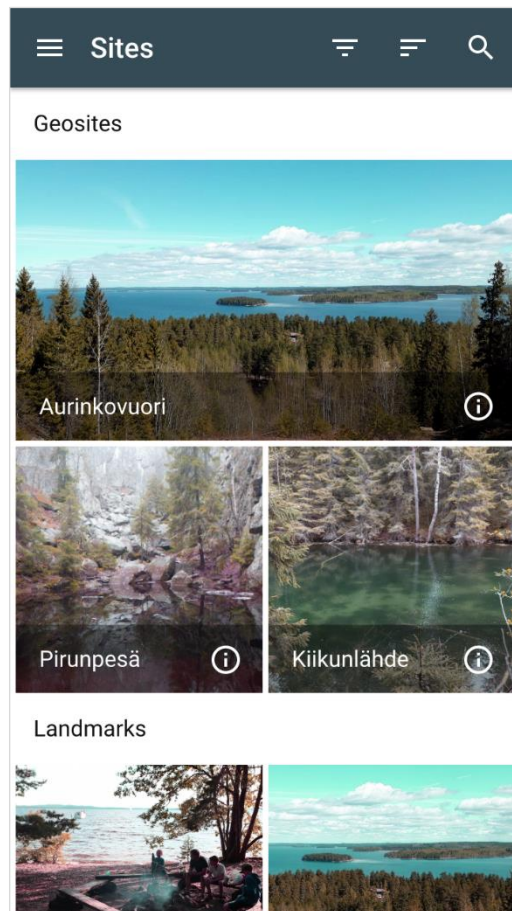 Sites
Geosites
Aurinkovuori
Pirunpesä
Kiikunlähde
Landmarks